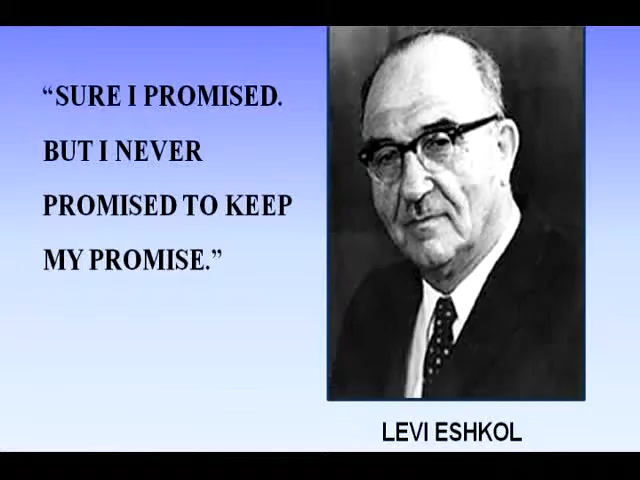 “SURE I PROMISED.
BUT I NEVER
PROMISED TO KEEP
MY PROMISE.”
LEVI ESHKOL